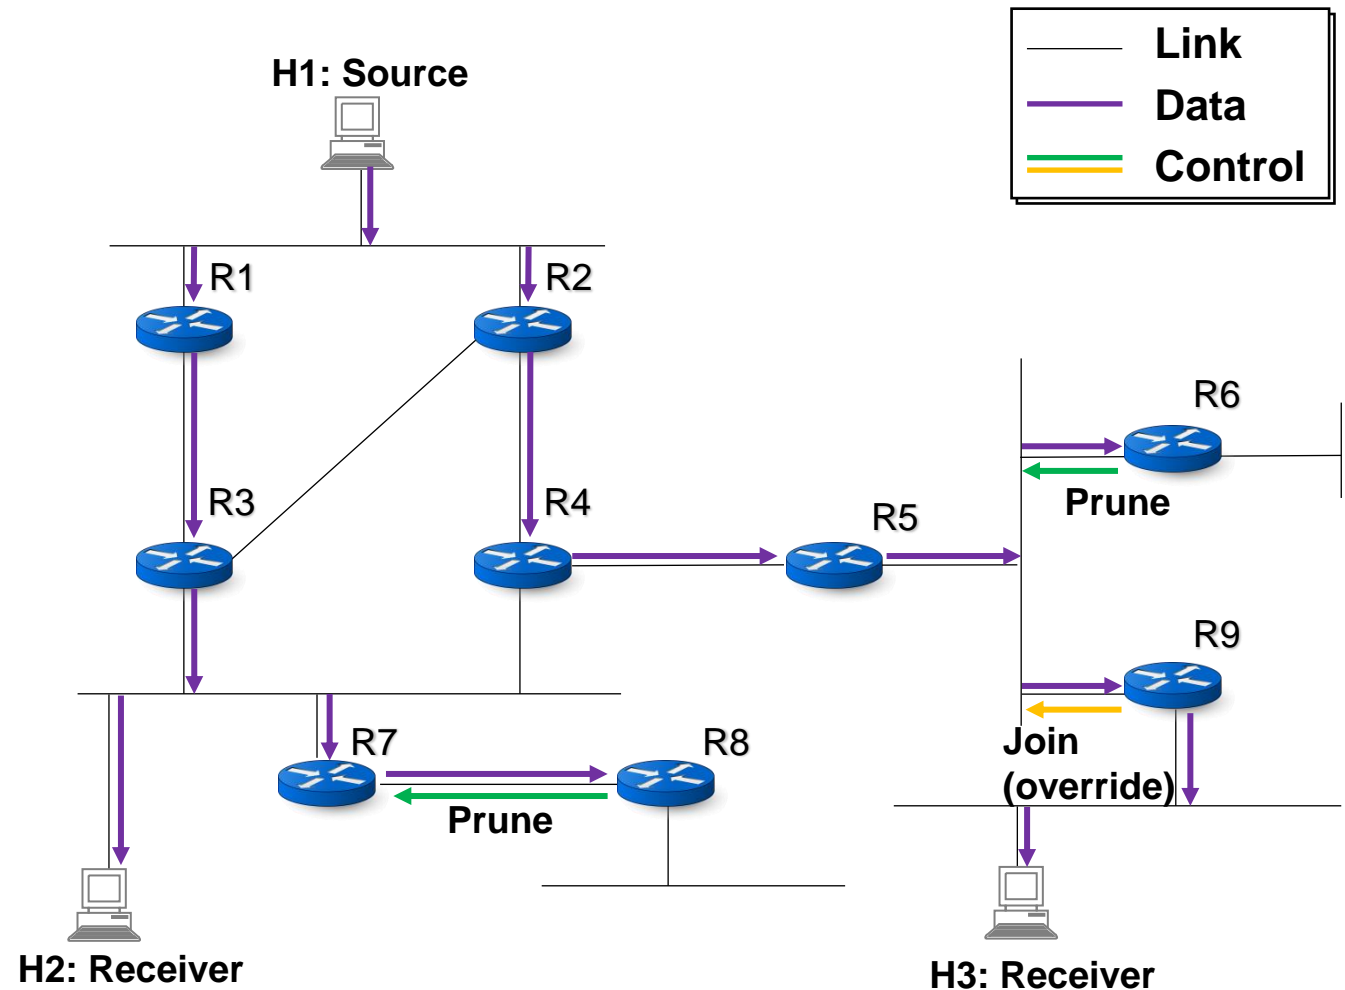 H1: Source
Link
Data
Control
R1
R2
R3
R4
R5
R6
Prune
R9
Join
(override)
R7
R8
Prune
H2: Receiver
H3: Receiver